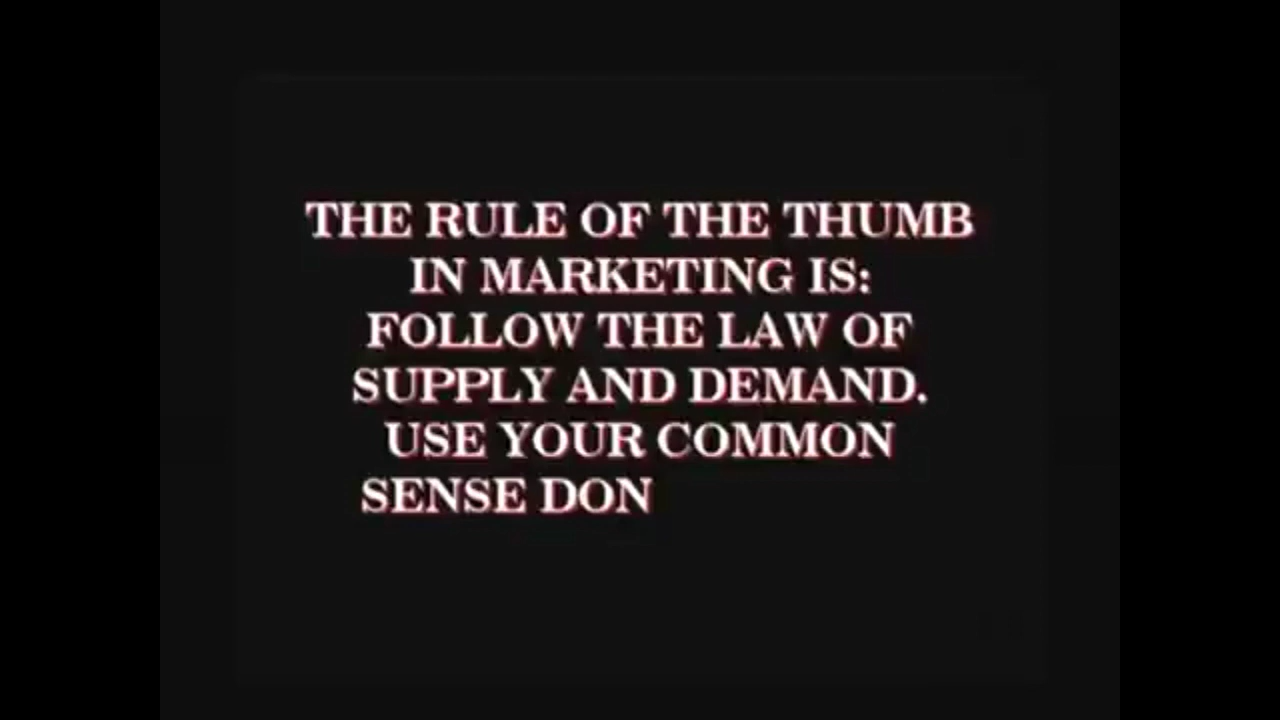 THE RULE OF THE THUMB
IN MARKETING IS:
FOLLOW THE LAW OF
SUPPLY AND DEMAND.
USE YOUR COMMON
SENSE DON